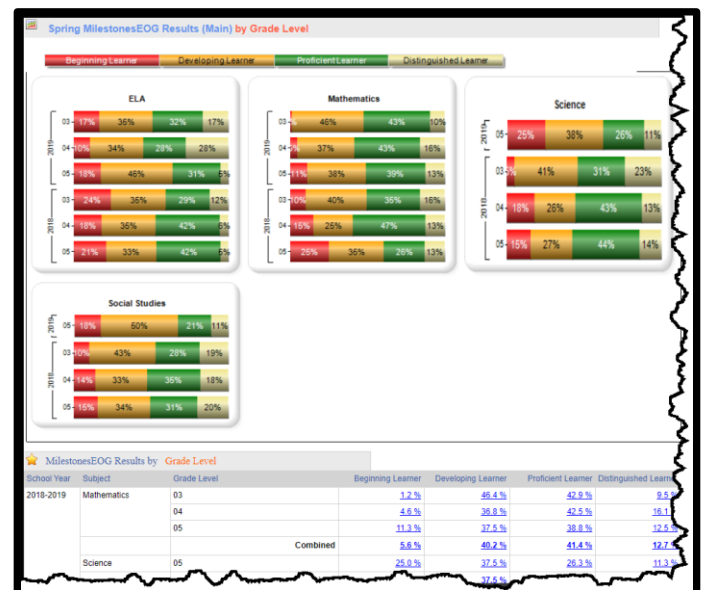 Spring MilestonesEOG Results (Main) by Grade Level
Beginning Learner Developing Learner Proficient Learner Distinguished Learner
ELA
2019
03 17% 36% 32% 17%
04 10% 34% 28% 28%
05 18% 46% 31% 5%
2018
03 24% 35% 29% 12%
04 18% 35% 42% 6%
05 21% 33% 42% 5%
Mathematics
2019
03 46% 43% 10%
04 37% 43% 16%
05 11% 38% 39% 13%
2018
03 10% 40% 35% 16%
04 15% 26% 47% 13%
05 25% 36% 26% 13%
Science
2019
05 25% 38% 26% 11%
2018
03 41% 31% 23%
04 18% 26% 43% 13%
05 15% 27% 44% 14%
Social Studies
2019
05 18% 50% 21% 11%
2018
03 10% 43% 28% 19%
04 14% 33% 36% 18%
05 15% 34% 31% 20%
MilestonesEOG Results by Grade Level
School Year Subject Grade Level Beginning Learner Developing Learner Proficient Learner Distinguished Learne
2018-2019 Mathematics 03 1.2 % 46.4 % 42.9 % 9.5
04 4.6 % 36.8 % 42.5 % 16.1
05 11.3 % 37.5 % 38.8 % 12.5
Combined 5.6 % 40.2 % 41.4 % 12.7
Science 05 25.0 % 37.5 % 26.3 % 11.3
37.5 %